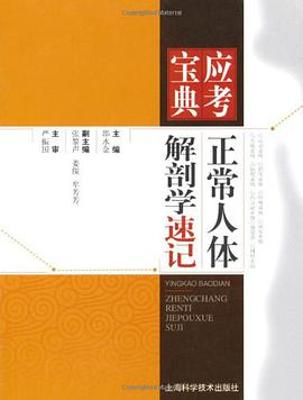 应考
宝典
正常人体
解剖学速记
主编
邵水金
副主编
张黎声 姜俊 牟芳芳
主审
严振国
YINGKAO BAODIAN
ZHENGCHANG
RENTI
JIEPOUXUE
SUJI
上海科学技术出版社